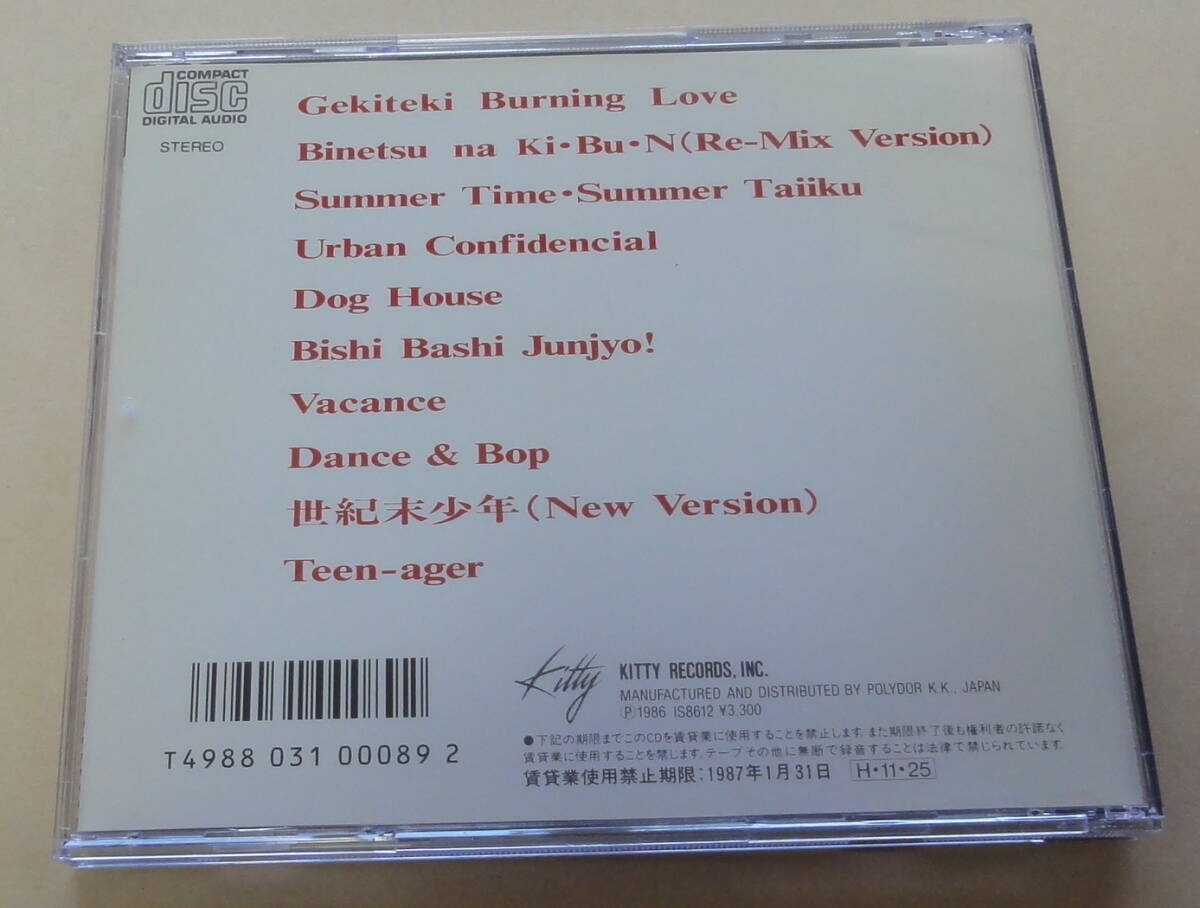 COMPACT
disc
DIGITAL AUDIO
STEREO
Gekiteki Burning Love
Binetsu na Ki・Bu・N(Re-Mix Version)
Summer Time・Summer Taiiku
Urban Confidencial
Dog House
Bishi Bashi Junjyo!
Vacance
Dance & Bop
世紀末少年(New Version)
Teen-ager
Kitty
KITTY RECORDS, INC.
MANUFACTURED AND DISTRIBUTED BY POLYDOR K.K., JAPAN
Ⓟ1986 IS8612 ¥3,300
●下記の期限までこのCDを賃貸業に使用することを禁止します。また期限終了後も権利者の許諾なく
賃貸業に使用することを禁じます。テープその他に無断で録音することは法律で禁じられています。
賃貸業使用禁止期限:1987年1月31日 H・11・25
T4988 031 00089 2